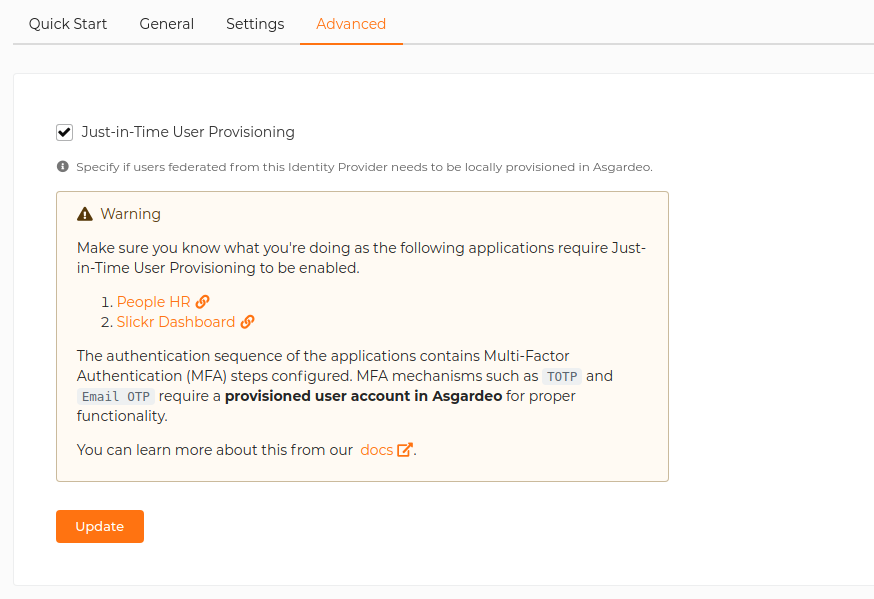 Quick Start General Settings Advanced
Just-in-Time User Provisioning
Specify if users federated from this Identity Provider needs to be locally provisioned in Asgardeo.
Warning
Make sure you know what you're doing as the following applications require Just-
in-Time User Provisioning to be enabled.
1. People HR
2. Slickr Dashboard
The authentication sequence of the applications contains Multi-Factor
Authentication (MFA) steps configured. MFA mechanisms such as TOTP and
Email OTP require a provisioned user account in Asgardeo for proper
functionality.
You can learn more about this from our docs.
Update